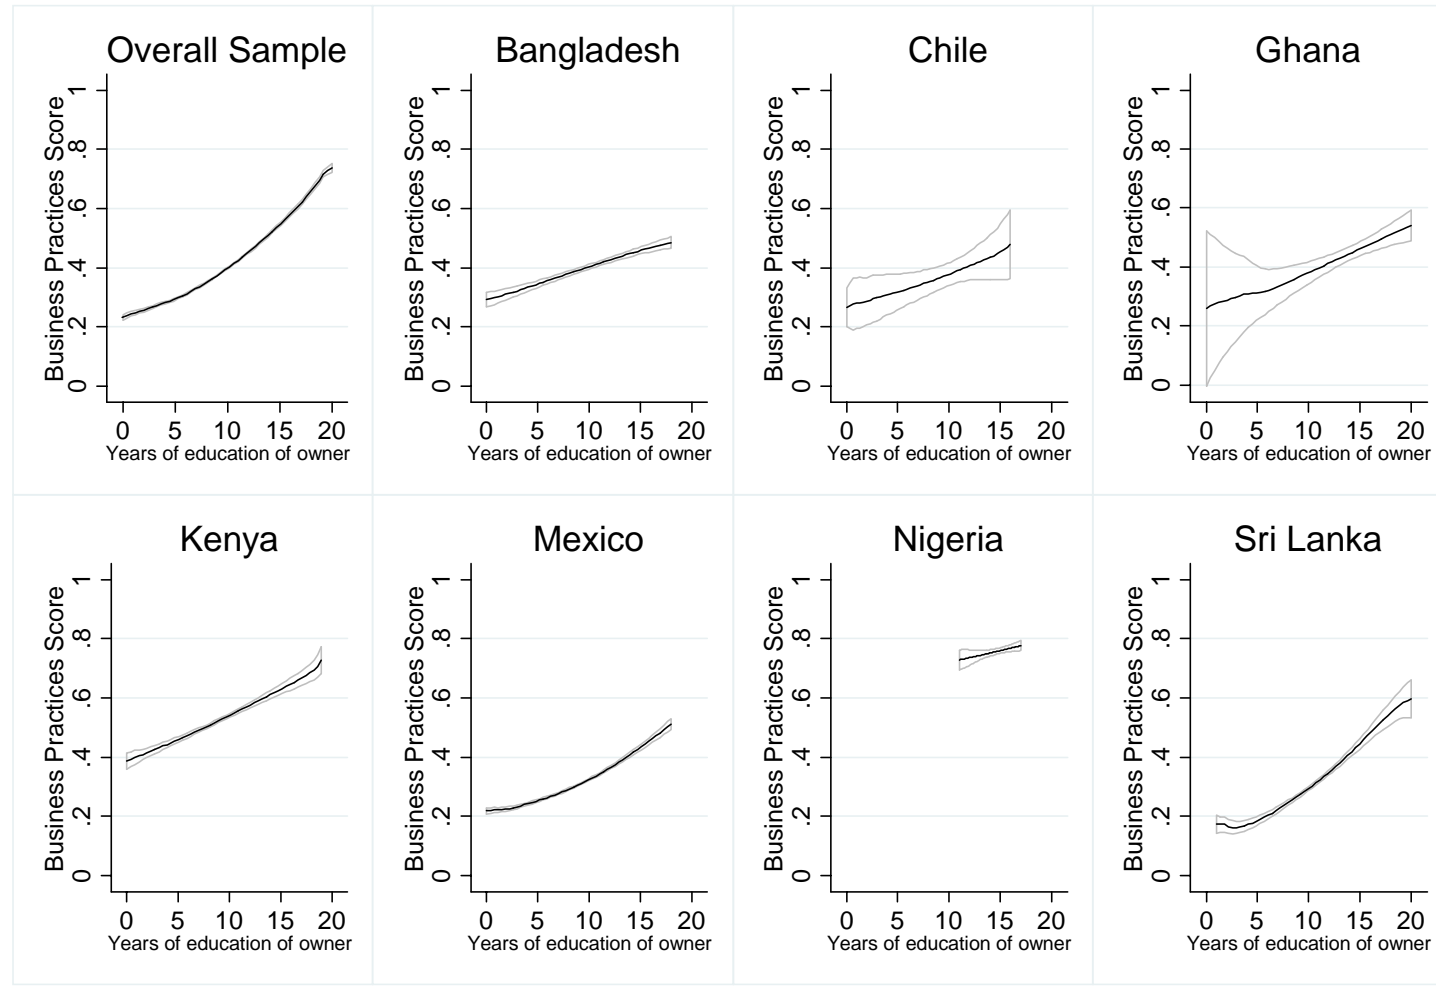 Overall Sample
Business Practices Score
0 .2 .4 .6 .8 1
0 5 10 15 20
Years of education of owner
Bangladesh
Business Practices Score
0 .2 .4 .6 .8 1
0 5 10 15 20
Years of education of owner
Chile
Business Practices Score
0 .2 .4 .6 .8 1
0 5 10 15 20
Years of education of owner
Ghana
Business Practices Score
0 .2 .4 .6 .8 1
0 5 10 15 20
Years of education of owner
Kenya
Business Practices Score
0 .2 .4 .6 .8 1
0 5 10 15 20
Years of education of owner
Mexico
Business Practices Score
0 .2 .4 .6 .8 1
0 5 10 15 20
Years of education of owner
Nigeria
Business Practices Score
0 .2 .4 .6 .8 1
0 5 10 15 20
Years of education of owner
Sri Lanka
Business Practices Score
0 .2 .4 .6 .8 1
0 5 10 15 20
Years of education of owner